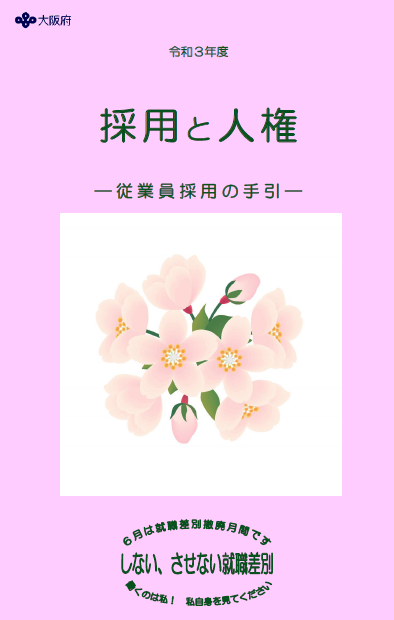 大阪府
令和3年度
採用と人権
―従業員採用の手引―
6月は就職差別撤廃月間です
しない、させない就職差別
働くのは私！ 私自身を見てください